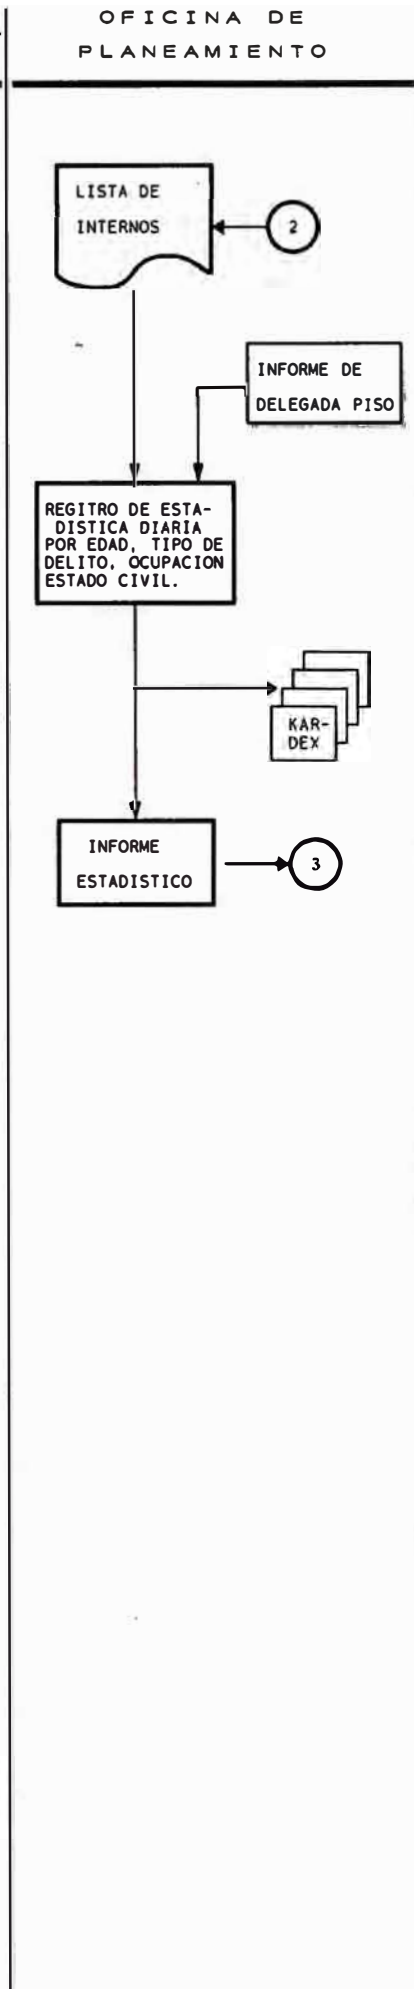 OFICINA DE
PLANEAMIENTO
LISTA DE
INTERNOS
2
INFORME DE
DELEGADA PISO
REGITRO DE ESTA-
DISTICA DIARIA
POR EDAD, TIPO DE
DELITO, OCUPACION
ESTADO CIVIL.
KAR-
DEX
INFORME
ESTADISTICO
3